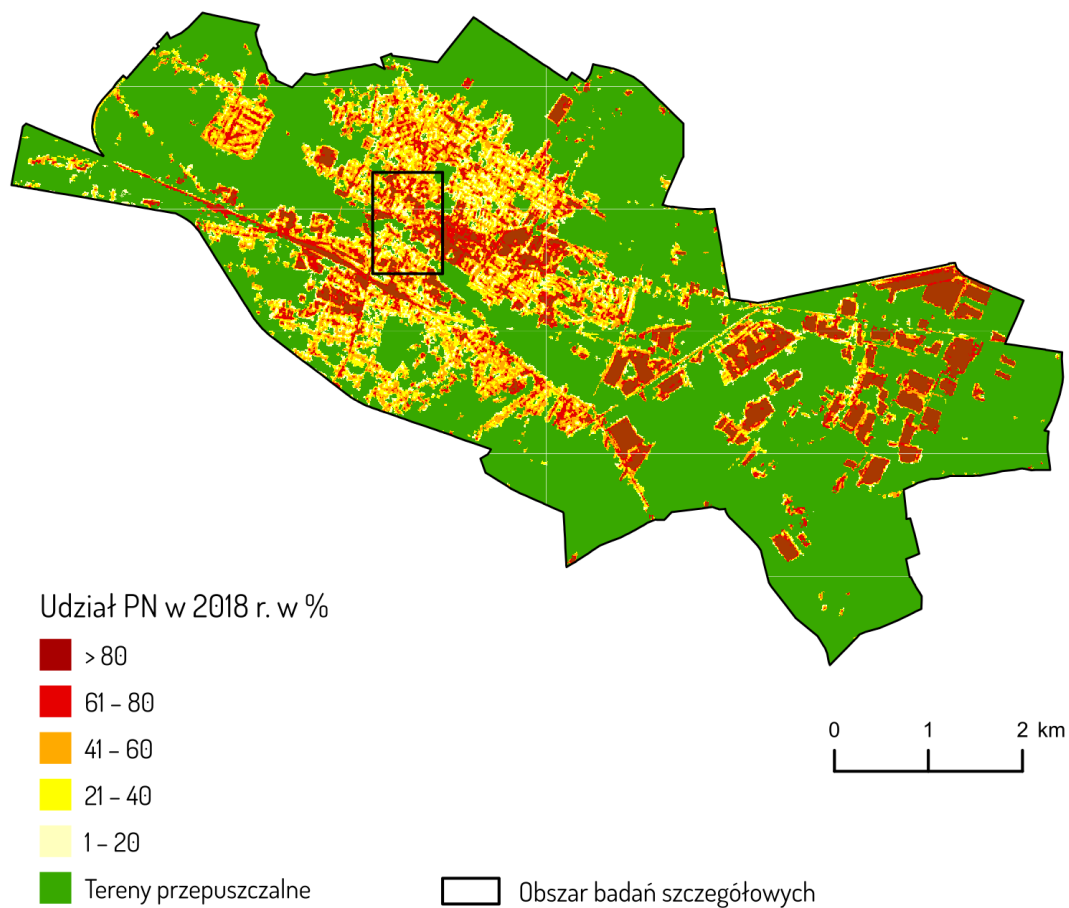 Udział PN w 2018 r. w %
> 80
61 – 80
41 – 60
21 – 40
1 – 20
Tereny przepuszczalne
Obszar badań szczegółowych
0 1 2 km